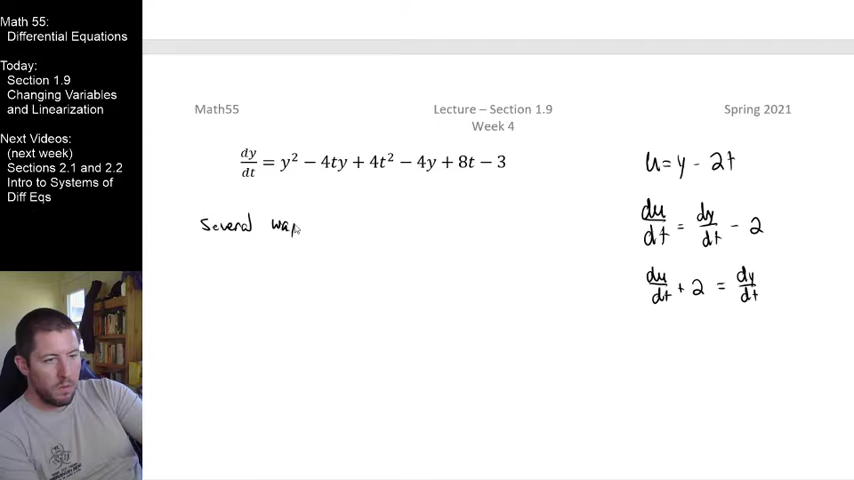 Math 55:
Differential Equations
Today:
Section 1.9
Changing Variables
and Linearization
Next Videos:
(next week)
Sections 2.1 and 2.2
Intro to Systems of
Diff Eqs
Math55 Lecture – Section 1.9 Spring 2021
Week 4
dy/dt = y² − 4ty + 4t² − 4y + 8t − 3
Several way
u = y - 2t
du/dt = dy/dt - 2
du/dt + 2 = dy/dt